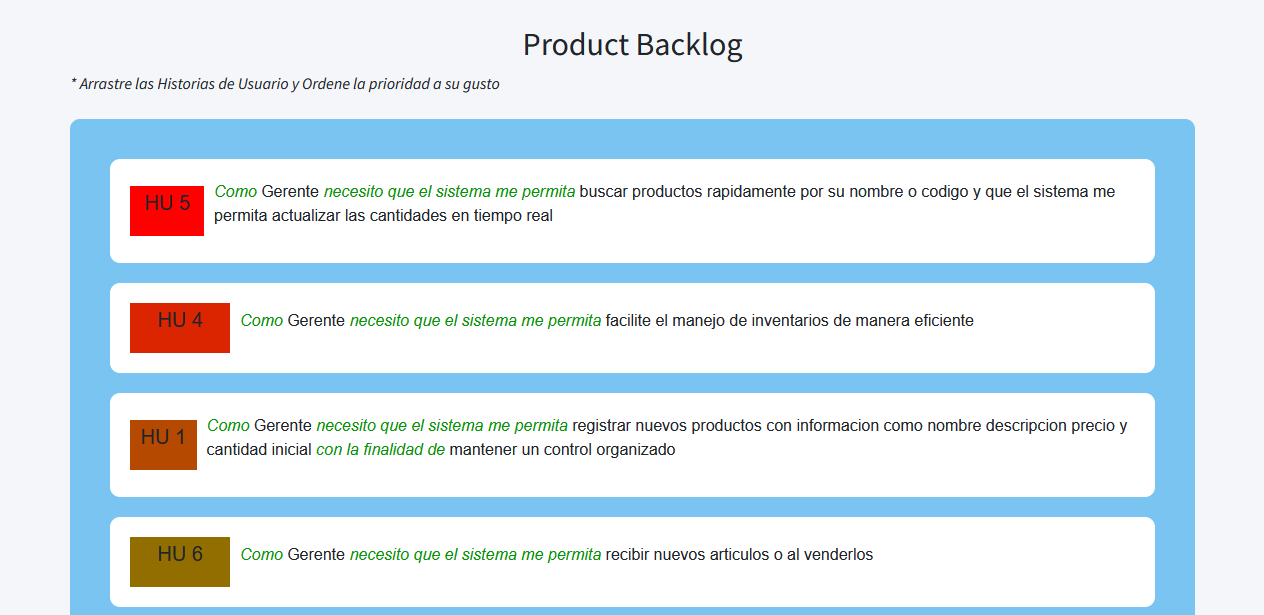 Product Backlog
* Arrastre las Historias de Usuario y Ordene la prioridad a su gusto
HU 5
Como Gerente necesito que el sistema me permita buscar productos rapidamente por su nombre o codigo y que el sistema me
permita actualizar las cantidades en tiempo real
HU 4
Como Gerente necesito que el sistema me permita facilite el manejo de inventarios de manera eficiente
HU 1
Como Gerente necesito que el sistema me permita registrar nuevos productos con informacion como nombre descripcion precio y
cantidad inicial con la finalidad de mantener un control organizado
HU 6
Como Gerente necesito que el sistema me permita recibir nuevos articulos o al venderlos